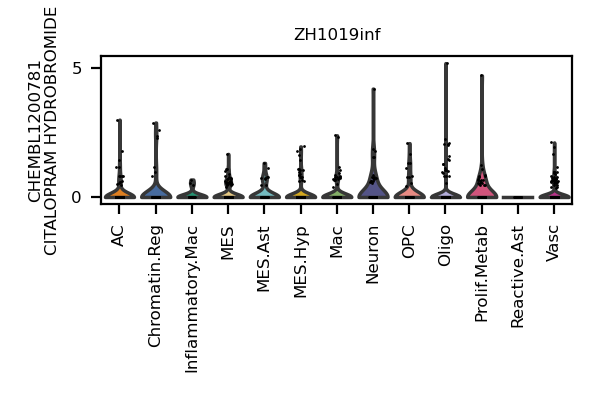 ZH1019inf
CHEMBL1200781
CITALOPRAM HYDROBROMIDE
5
0
AC
Chromatin.Reg
Inflammatory.Mac
MES
MES.Ast
MES.Hyp
Mac
Neuron
OPC
Oligo
Prolif.Metab
Reactive.Ast
Vasc